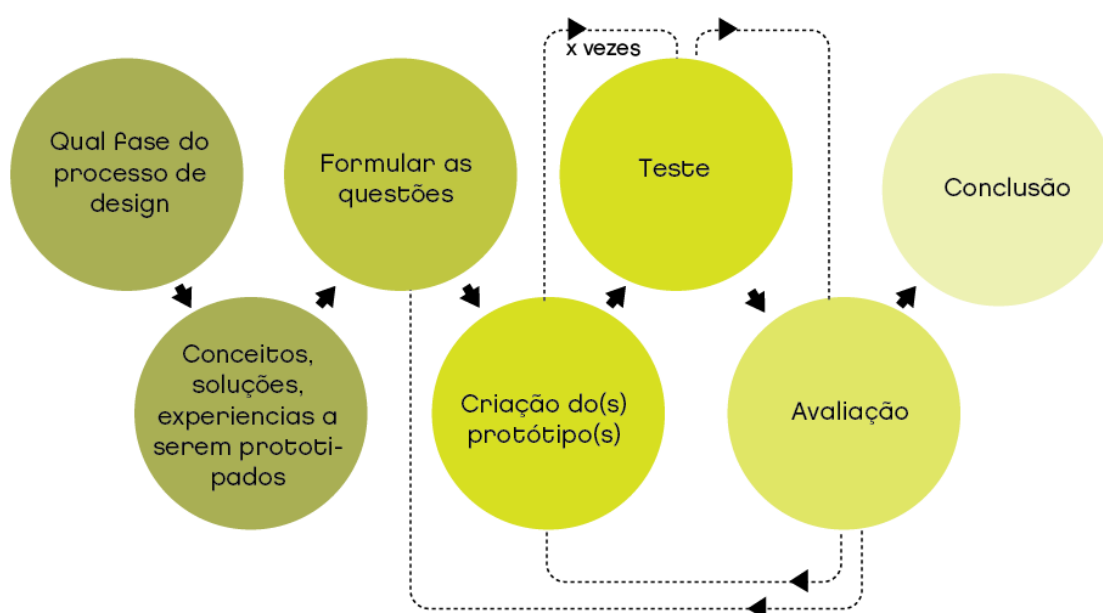 Qual fase do
processo de
design
Conceitos,
soluções,
experiencias a
serem prototi-
pados
Formular as
questões
Criação do(s)
protótipo(s)
x vezes
Teste
Avaliação
Conclusão